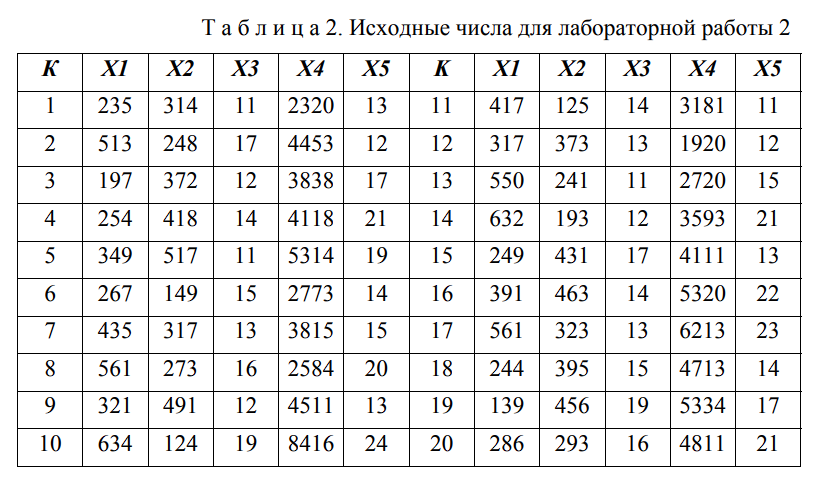 Т а б л и ц а 2. Исходные числа для лабораторной работы 2
К X1 X2 X3 X4 X5 К X1 X2 X3 X4 X5
1 235 314 11 2320 13 11 417 125 14 3181 11
2 513 248 17 4453 12 12 317 373 13 1920 12
3 197 372 12 3838 17 13 550 241 11 2720 15
4 254 418 14 4118 21 14 632 193 12 3593 21
5 349 517 11 5314 19 15 249 431 17 4111 13
6 267 149 15 2773 14 16 391 463 14 5320 22
7 435 317 13 3815 15 17 561 323 13 6213 23
8 561 273 16 2584 20 18 244 395 15 4713 14
9 321 491 12 4511 13 19 139 456 19 5334 17
10 634 124 19 8416 24 20 286 293 16 4811 21